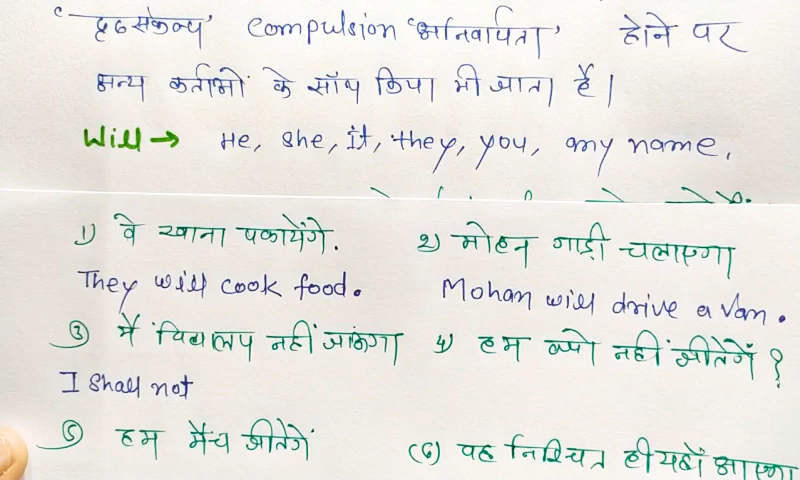 'दृढसंकल्प' compulsion 'अनिवार्यता' होने पर
अन्य कर्ताओं के साथ किया भी जाता है।
Will → He, she, it, they, you, any name,
1) वे खाना पकायेंगे.
They will cook food.
2) मोहन गाड़ी चलाएगा
Mohan will drive a van.
3) मैं विद्यालय नहीं जाऊंगा
I shall not
4) हम क्यो नहीं जीतेगें ?
5) हम मैच जीतेगें
(6) वह निश्चित ही यहाँ आएगा